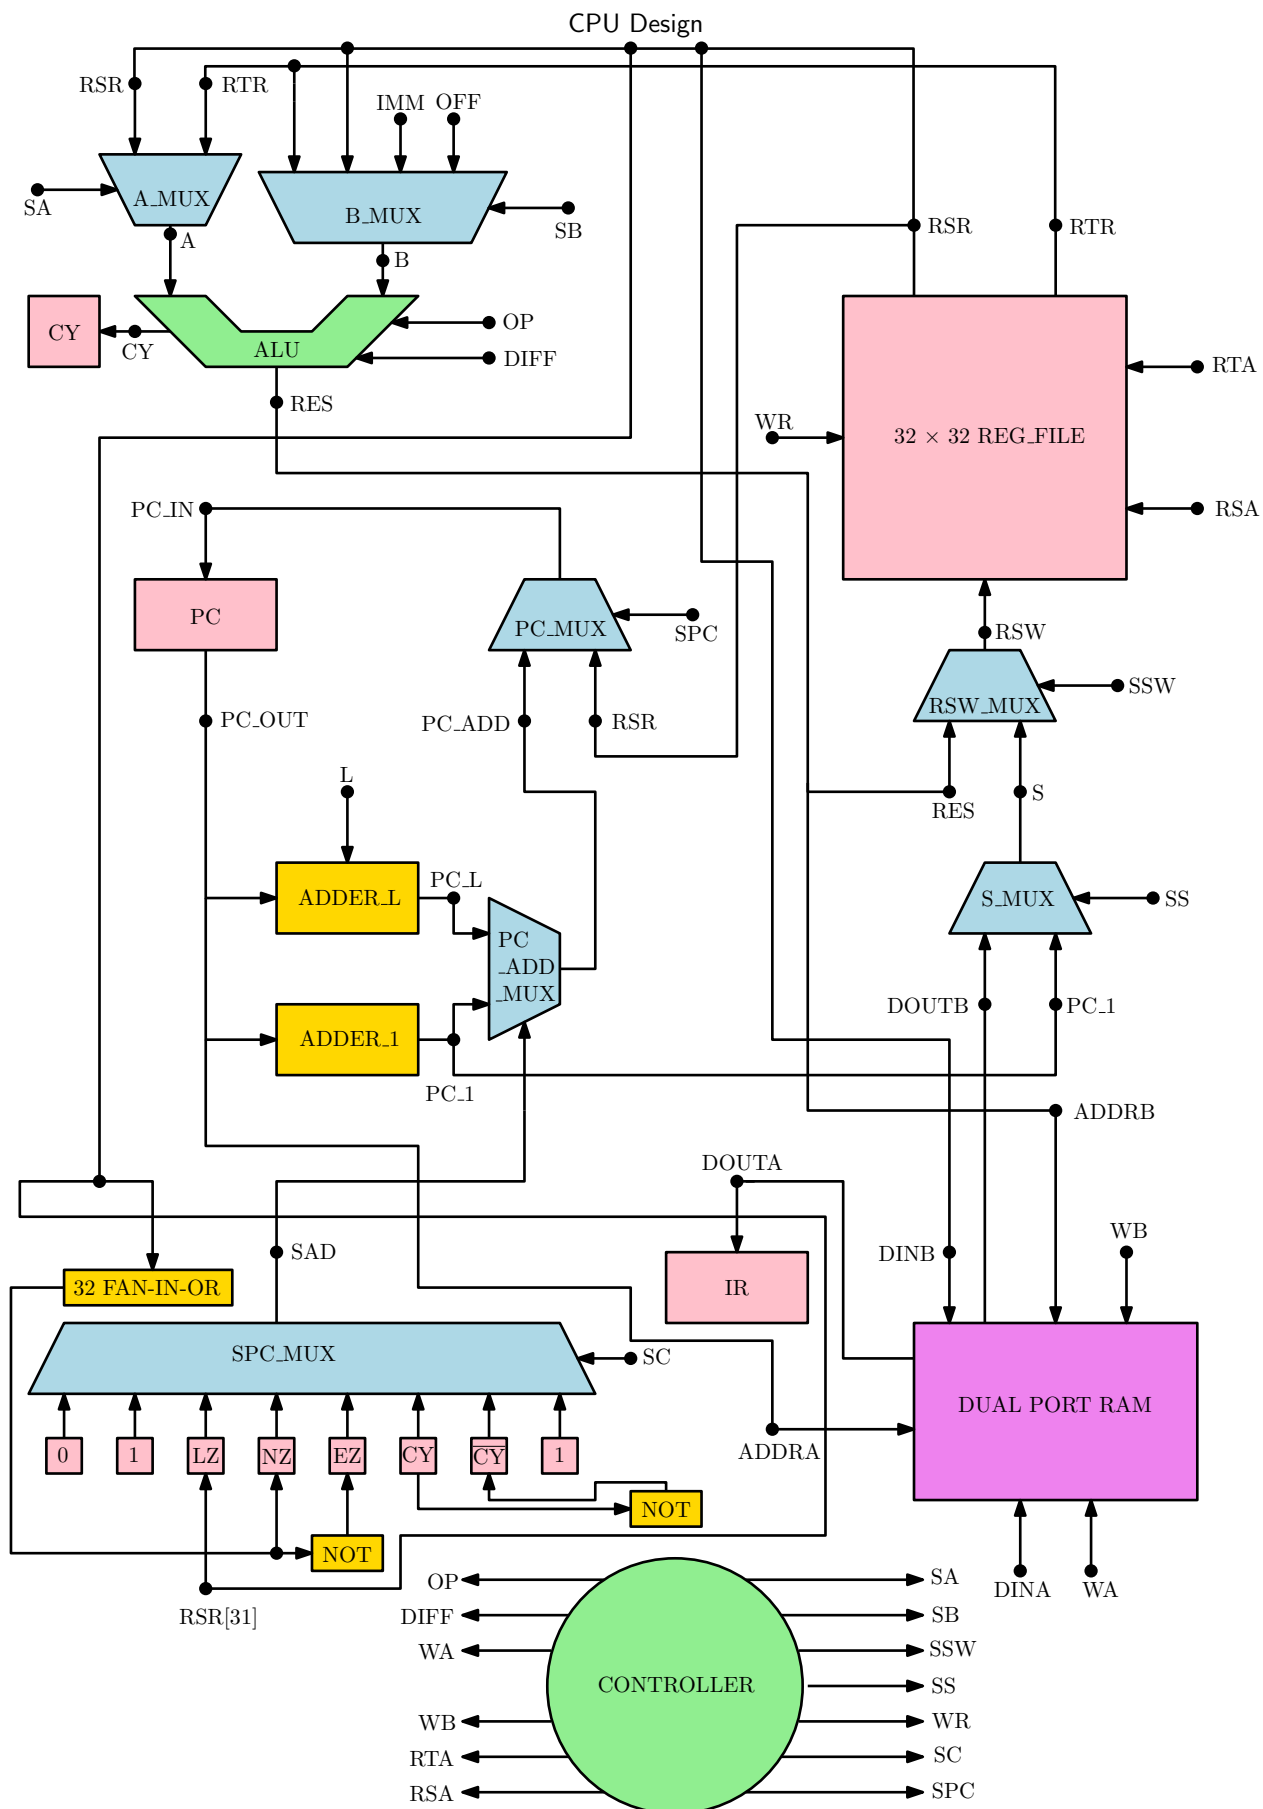 CPU Design
RSR
RTR
IMM
OFF
SA
A_MUX
B_MUX
SB
RSR
RTR
A
B
CY
CY
ALU
OP
DIFF
RES
RTA
WR
32 × 32 REG_FILE
RSA
PC_IN
PC
PC_MUX
SPC
RSW
SSW
RSW_MUX
PC_OUT
PC_ADD
RSR
L
RES
S
PC_L
ADDER_L
S_MUX
SS
PC
_ADD
_MUX
DOUTB
PC_1
ADDER_1
PC_1
ADDRB
DOUTA
SAD
DINB
WB
32 FAN-IN-OR
IR
SPC_MUX
SC
DUAL PORT RAM
ADDRA
0
1
LZ
NZ
EZ
CY
C̅Y̅
1
NOT
NOT
RSR[31]
DINA
WA
OP
SA
DIFF
SB
WA
SSW
CONTROLLER
SS
WB
WR
RTA
SC
RSA
SPC